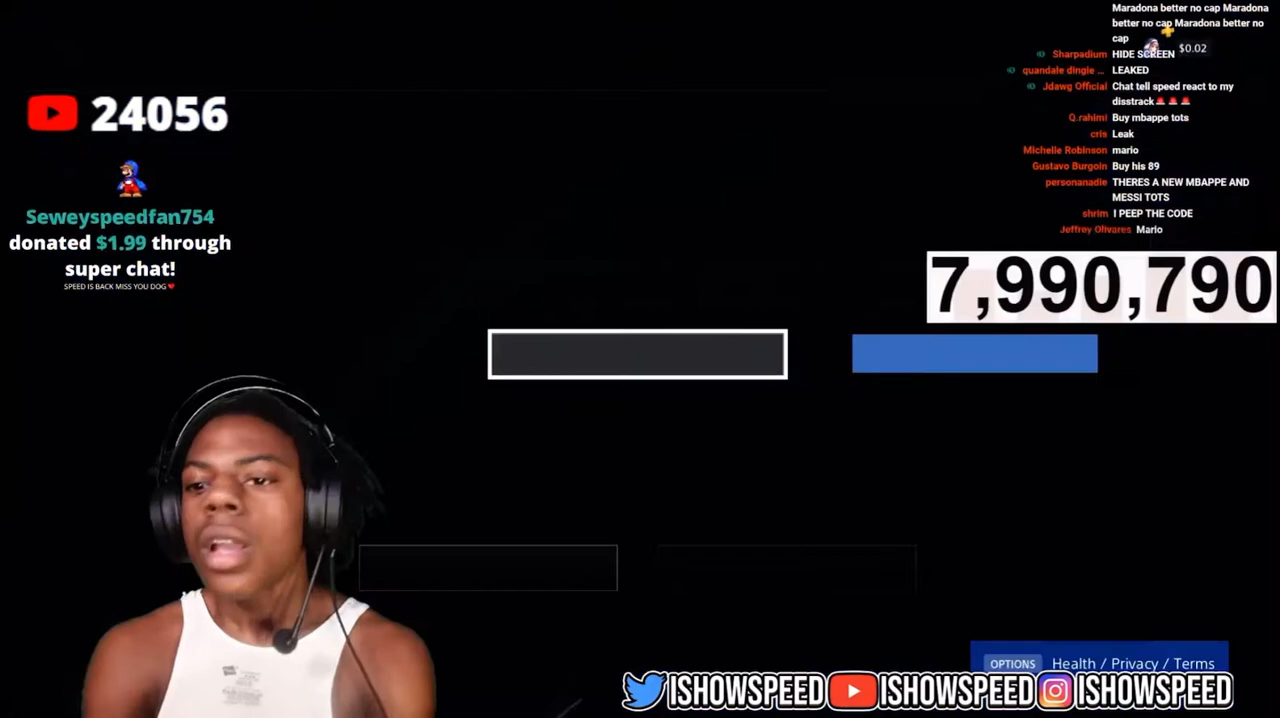 Maradona better no cap Maradona
better no cap Maradona better no
cap
$0.02
Sharpadium HIDE SCREEN
quandale dingle ... LEAKED
Jdawg Official Chat tell speed react to my
disstrack🚨🚨🚨
Q.rahimi Buy mbappe tots
cris Leak
Michelle Robinson mario
Gustavo Burgoin Buy his 89
personanadie THERES A NEW MBAPPE AND
MESSI TOTS
shrim I PEEP THE CODE
Jeffrey Olivares Mario
24056
Seweyspeedfan754
donated $1.99 through
super chat!
SPEED IS BACK MISS YOU DOG❤
7,990,790
OPTIONS Health / Privacy / Terms
ISHOWSPEED ISHOWSPEED ISHOWSPEED